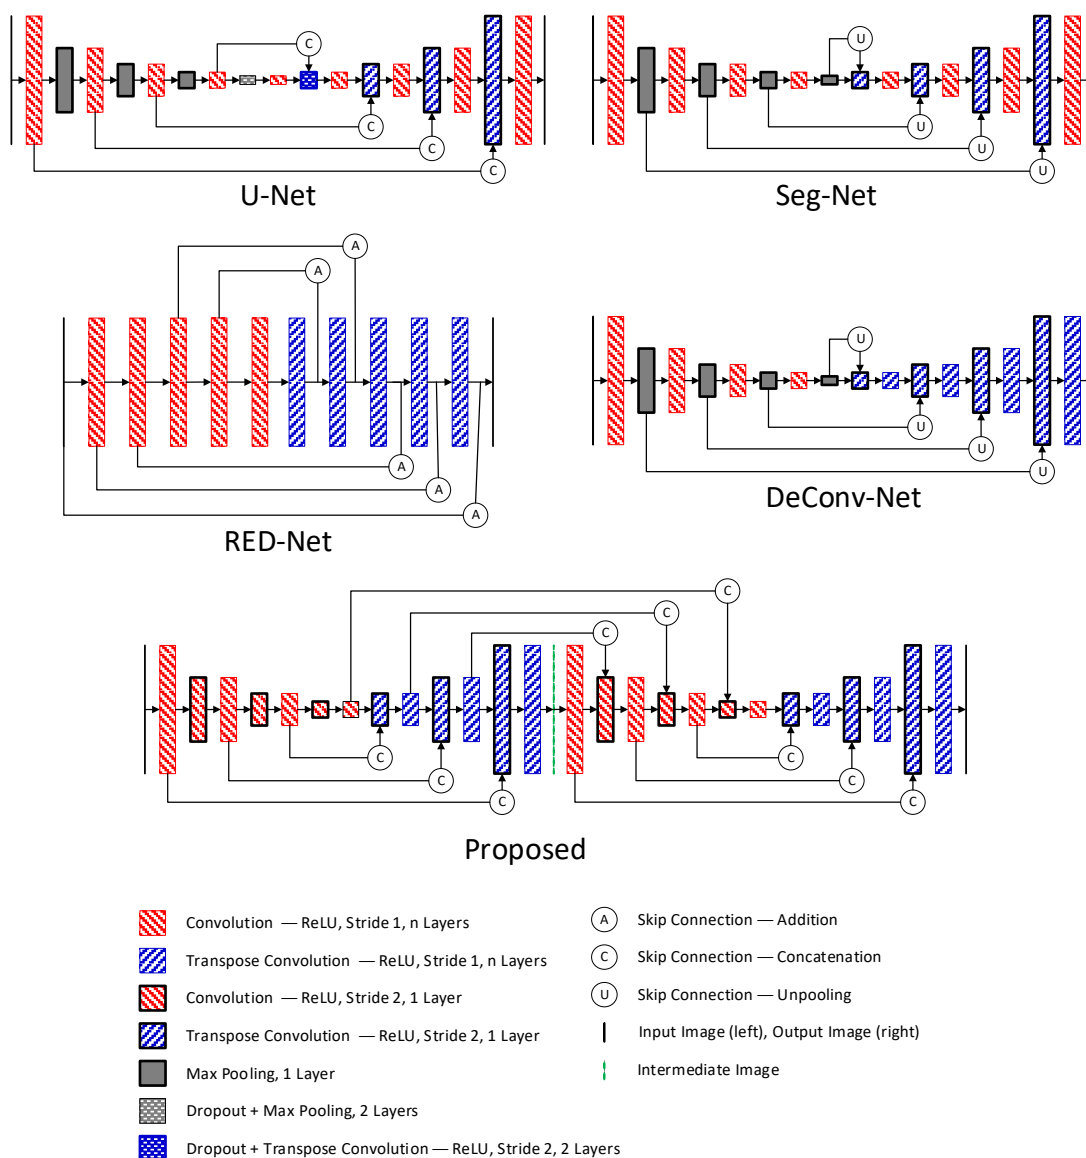 C
C
C
C
U-Net
U
U
U
U
Seg-Net
A
A
A
A
A
RED-Net
U
U
U
U
DeConv-Net
C
C
C
C
C
C
C
C
C
Proposed
Convolution — ReLU, Stride 1, n Layers
Transpose Convolution — ReLU, Stride 1, n Layers
Convolution — ReLU, Stride 2, 1 Layer
Transpose Convolution — ReLU, Stride 2, 1 Layer
Max Pooling, 1 Layer
Dropout + Max Pooling, 2 Layers
Dropout + Transpose Convolution — ReLU, Stride 2, 2 Layers
A Skip Connection — Addition
C Skip Connection — Concatenation
U Skip Connection — Unpooling
Input Image (left), Output Image (right)
Intermediate Image